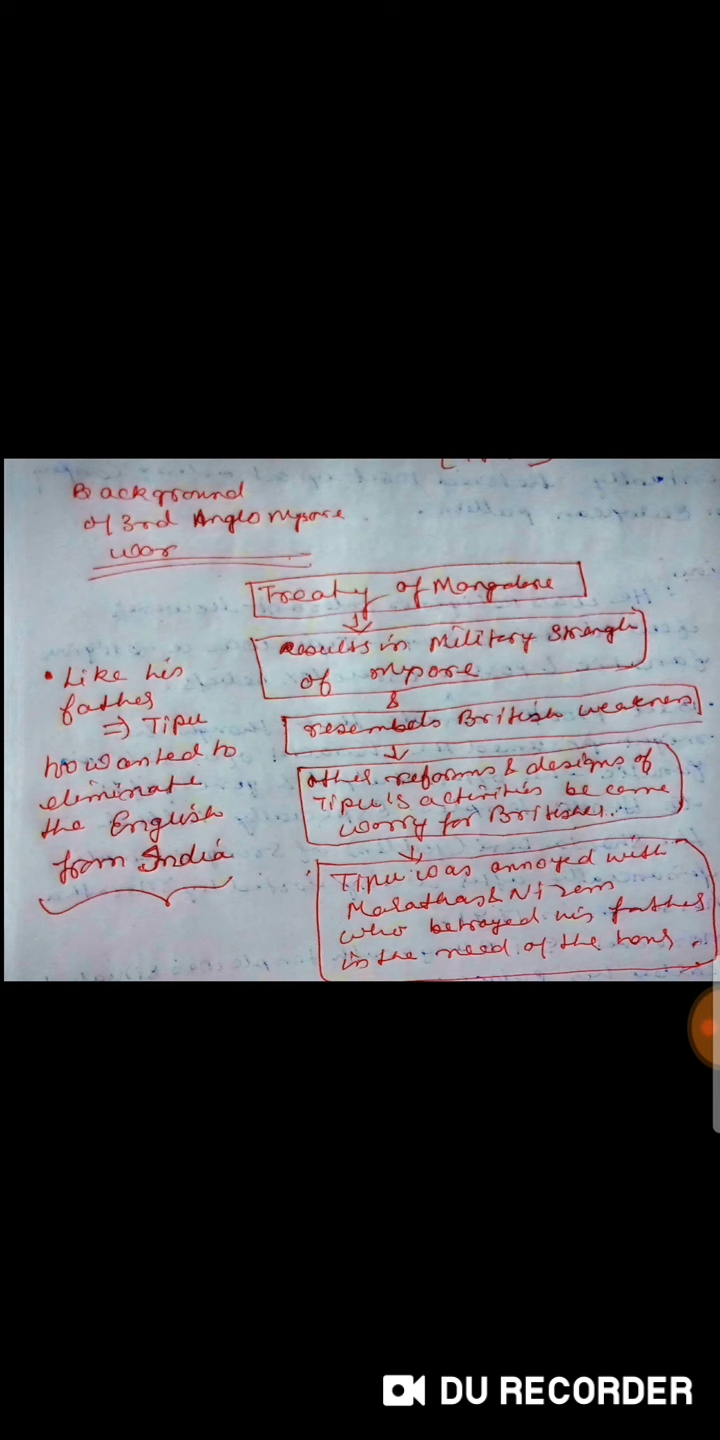 Background
of 3rd Anglo Mysore
war
Treaty of Mangalore
results in Military Strength
of Mysore
&
resembels British weakness
other reforms & designs of
Tipu's activities become
worry for Britishers.
Tipu was annoyed with
Marathas & Nizam
who betrayed his father
in the need of the hour.
• Like his
father
⇒ Tipu
wanted to
eliminate
the English
from India
DU RECORDER